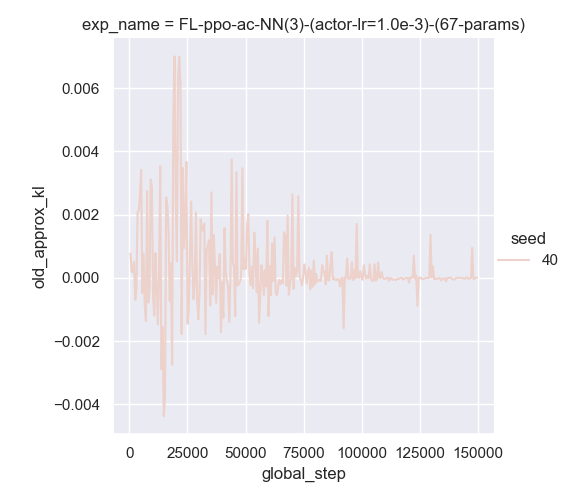 exp_name = FL-ppo-ac-NN(3)-(actor-lr=1.0e-3)-(67-params)
0.006
0.004
0.002
0.000
−0.002
−0.004
old_approx_kl
0 25000 50000 75000 100000 125000 150000
global_step
seed
40